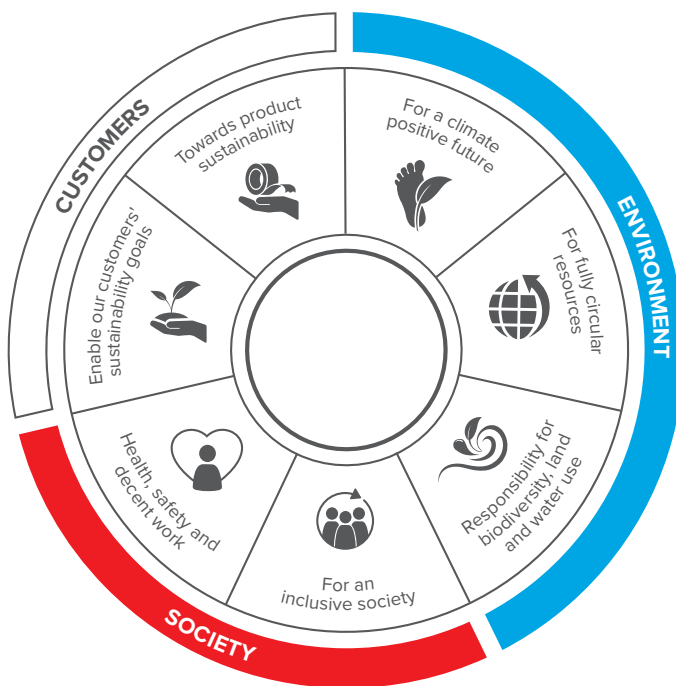 CUSTOMERS
Towards product
sustainability
Enable our customers'
sustainability goals
ENVIRONMENT
For a climate
positive future
For fully circular
resources
Responsibility for
biodiversity, land
and water use
SOCIETY
For an
inclusive society
Health, safety and
decent work